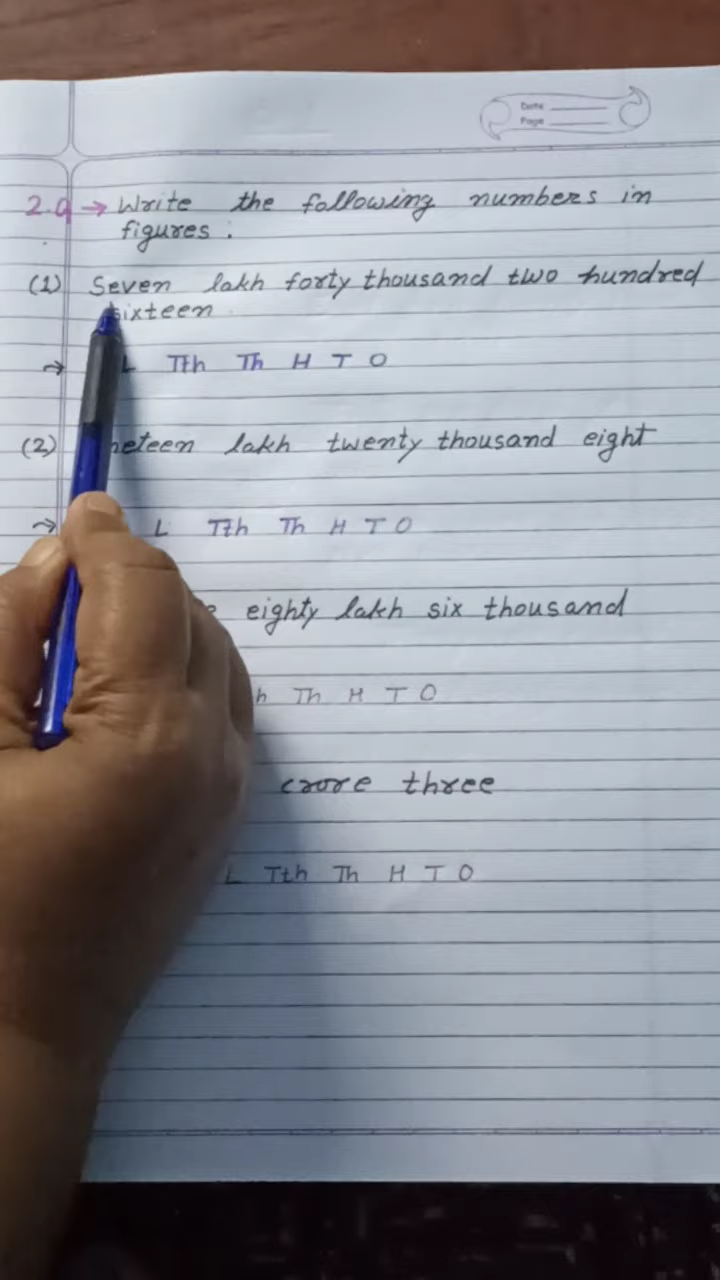 Date
Page
2.Q → Write the following numbers in
figures :
(1) Seven lakh forty thousand two hundred
sixteen
→ L Tth Th H T O
(2) lakh twenty thousand eight
→ L Tth Th H T O
eighty lakh six thousand
Th H T O
crore three
L Tth Th H T O